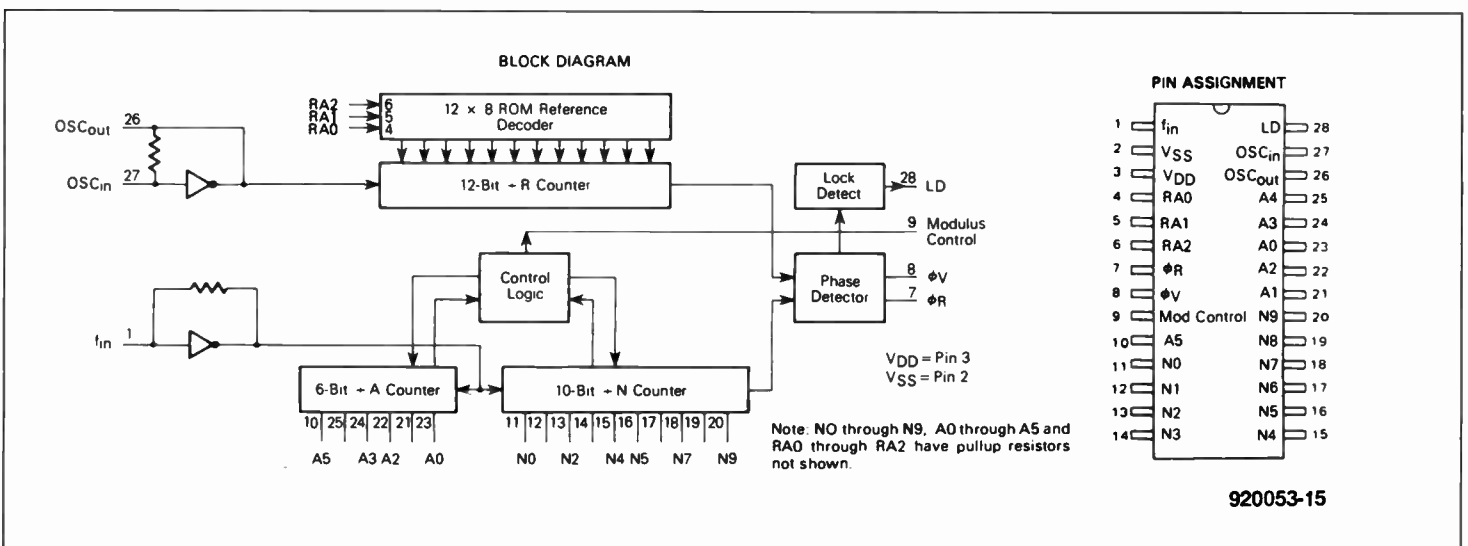 BLOCK DIAGRAM
RA2
RA1
RA0
6
5
4
12 × 8 ROM Reference
Decoder
OSCout
26
OSCin
27
12-Bit ÷ R Counter
Lock
Detect
28
LD
9
Modulus
Control
Control
Logic
Phase
Detector
8
ϕV
7
ϕR
fin
1
VDD = Pin 3
VSS = Pin 2
6-Bit ÷ A Counter
10-Bit ÷ N Counter
10 25 24 22 21 23
A5 A3 A2 A0
11 12 13 14 15 16 17 18 19 20
N0 N2 N4 N5 N7 N9
Note: N0 through N9, A0 through A5 and
RA0 through RA2 have pullup resistors
not shown.
PIN ASSIGNMENT
1 fin LD 28
2 VSS OSCin 27
3 VDD OSCout 26
4 RA0 A4 25
5 RA1 A3 24
6 RA2 A0 23
7 ϕR A2 22
8 ϕV A1 21
9 Mod Control N9 20
10 A5 N8 19
11 N0 N7 18
12 N1 N6 17
13 N2 N5 16
14 N3 N4 15
920053-15